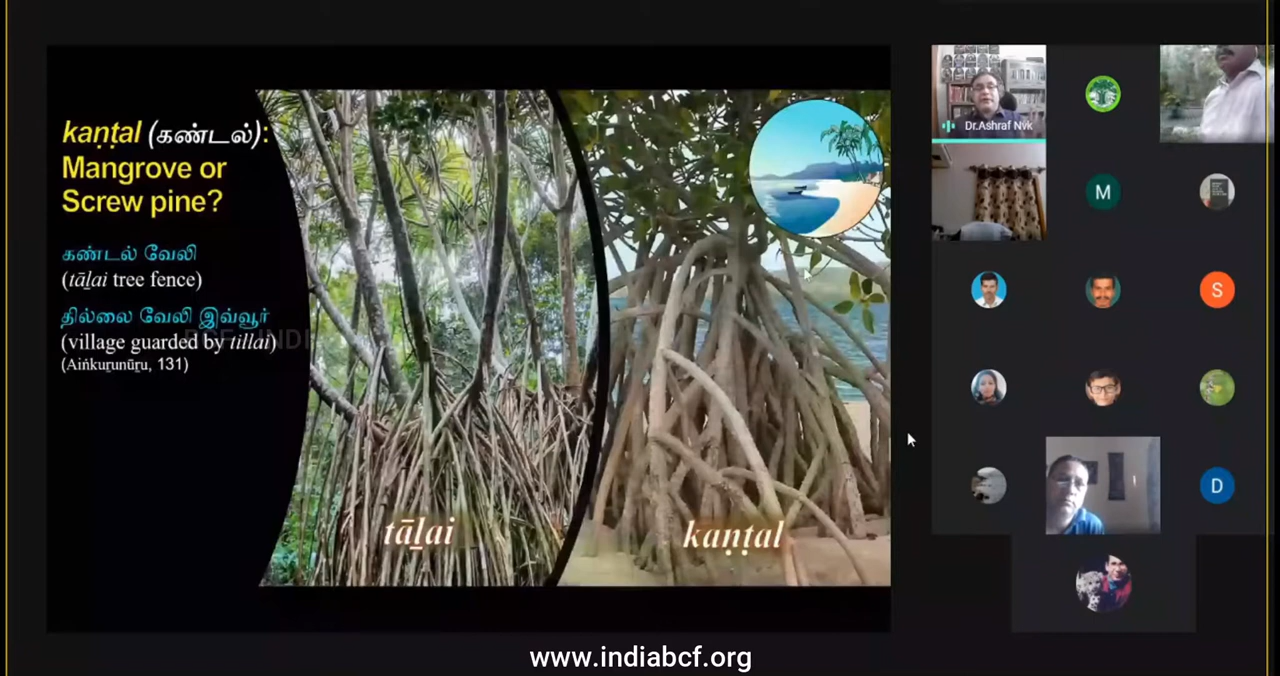 kaṇṭal (கண்டல்):
Mangrove or
Screw pine?
கண்டல் வேலி
(tāḻai tree fence)
தில்லை வேலி இவ்வூர்
(village guarded by tillai)
(Aiṅkuṟunūṟu, 131)
tāḻai
kaṇṭal
Dr.Ashraf Nvk
M
S
D
www.indiabcf.org